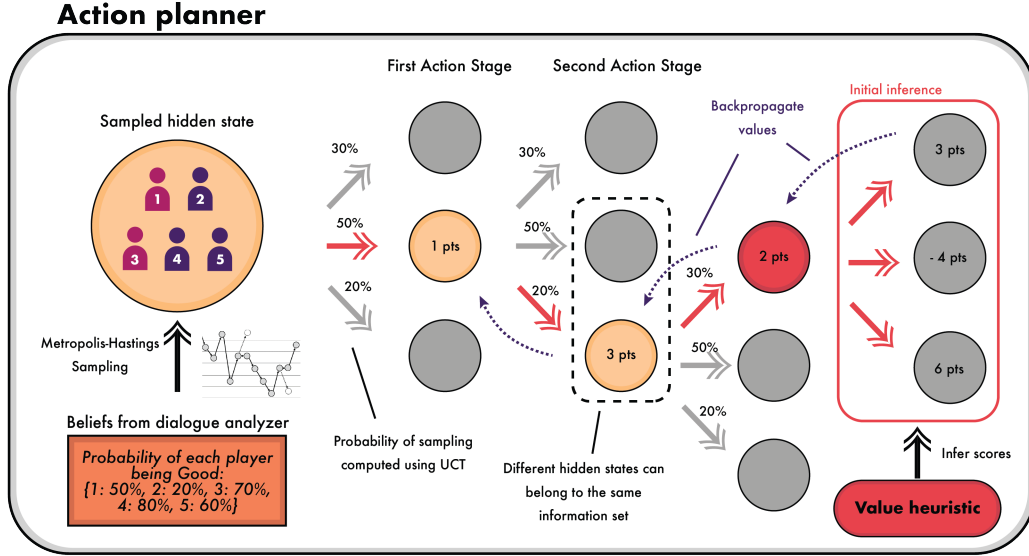 Action planner
First Action Stage
Second Action Stage
Initial inference
Backpropagate
values
Sampled hidden state
1
2
3
4
5
30%
50%
20%
1 pts
30%
50%
20%
3 pts
30%
50%
20%
2 pts
3 pts
- 4 pts
6 pts
Metropolis-Hastings
Sampling
Beliefs from dialogue analyzer
Probability of each player
being Good:
{1: 50%, 2: 20%, 3: 70%,
4: 80%, 5: 60%}
Probability of sampling
computed using UCT
Different hidden states can
belong to the same
information set
Infer scores
Value heuristic